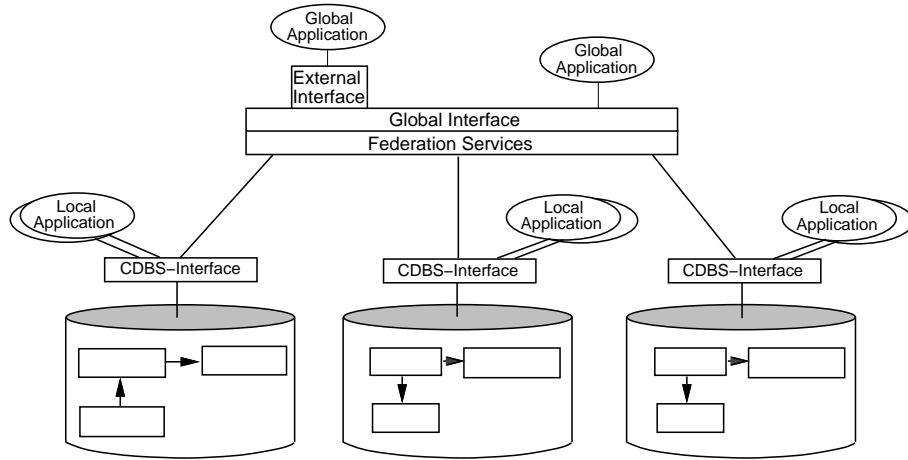 Global
Application
Global
Application
External
Interface
Global Interface
Federation Services
Local
Application
Local
Application
Local
Application
CDBS–Interface
CDBS–Interface
CDBS–Interface